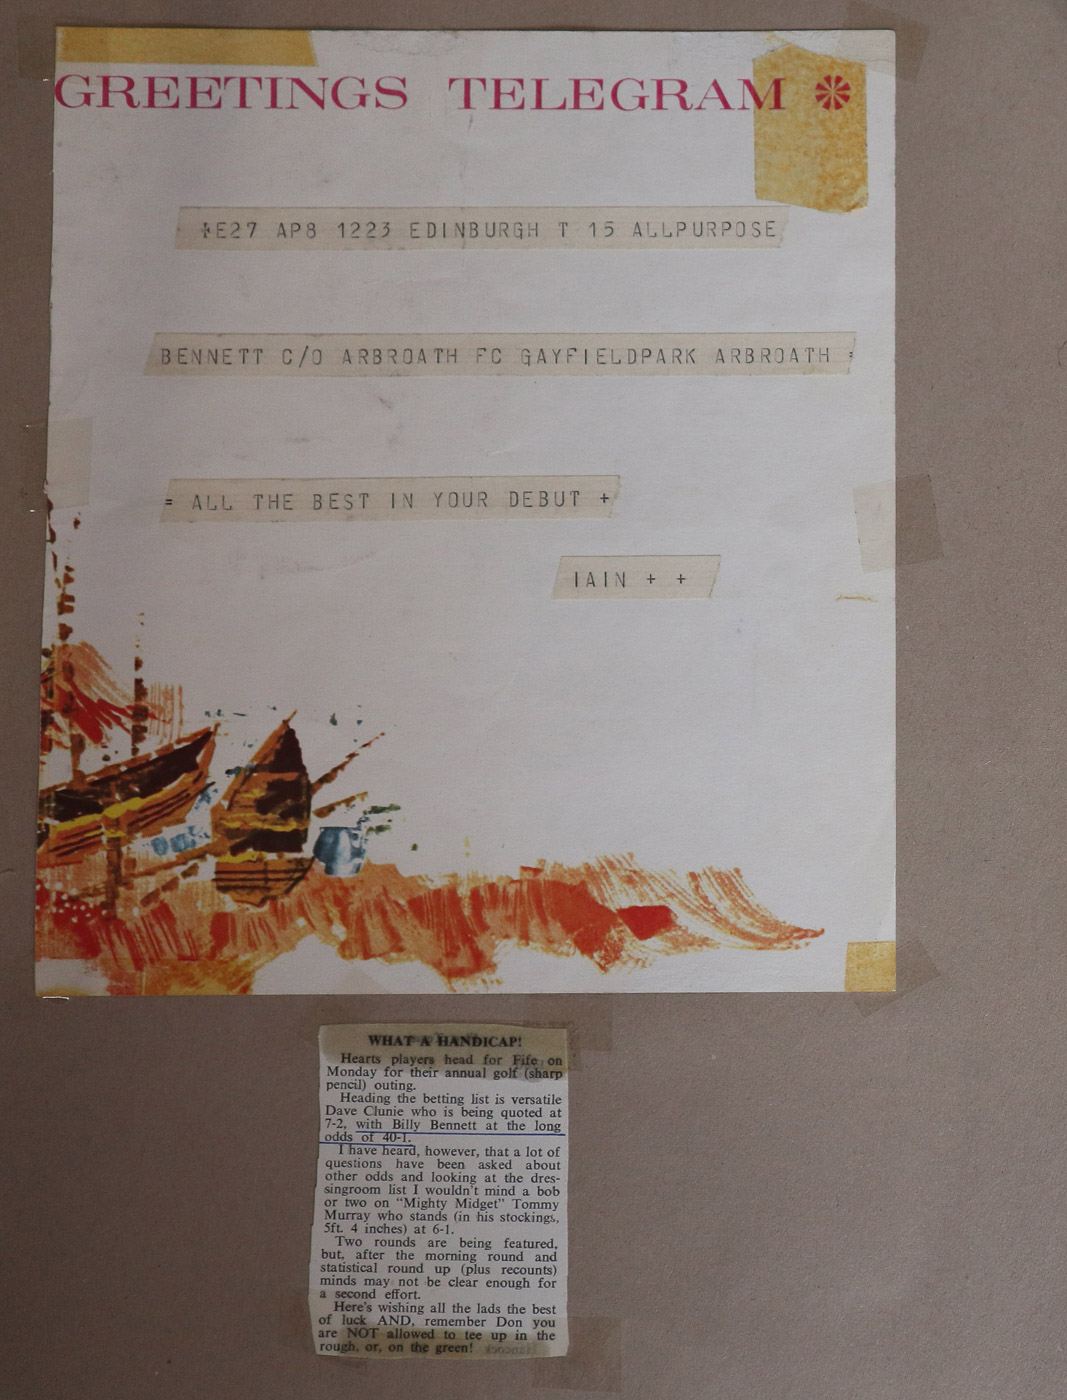 GREETINGS TELEGRAM
E27 AP8 1223 EDINBURGH T 15 ALLPURPOSE
BENNETT C/O ARBROATH FC GAYFIELDPARK ARBROATH =
= ALL THE BEST IN YOUR DEBUT +
IAIN + +
WHAT A HANDICAP!
Hearts players head for Fife on
Monday for their annual golf (sharp
pencil) outing.
Heading the betting list is versatile
Dave Clunie who is being quoted at
7-2, with Billy Bennett at the long
odds of 40-1.
I have heard, however, that a lot of
questions have been asked about
other odds and looking at the dres-
singroom list I wouldn't mind a bob
or two on "Mighty Midget" Tommy
Murray who stands (in his stockings,
5ft. 4 inches) at 6-1.
Two rounds are being featured,
but, after the morning round and
statistical round up (plus recounts)
minds may not be clear enough for
a second effort.
Here's wishing all the lads the best
of luck AND, remember Don you
are NOT allowed to tee up in the
rough, or, on the green!